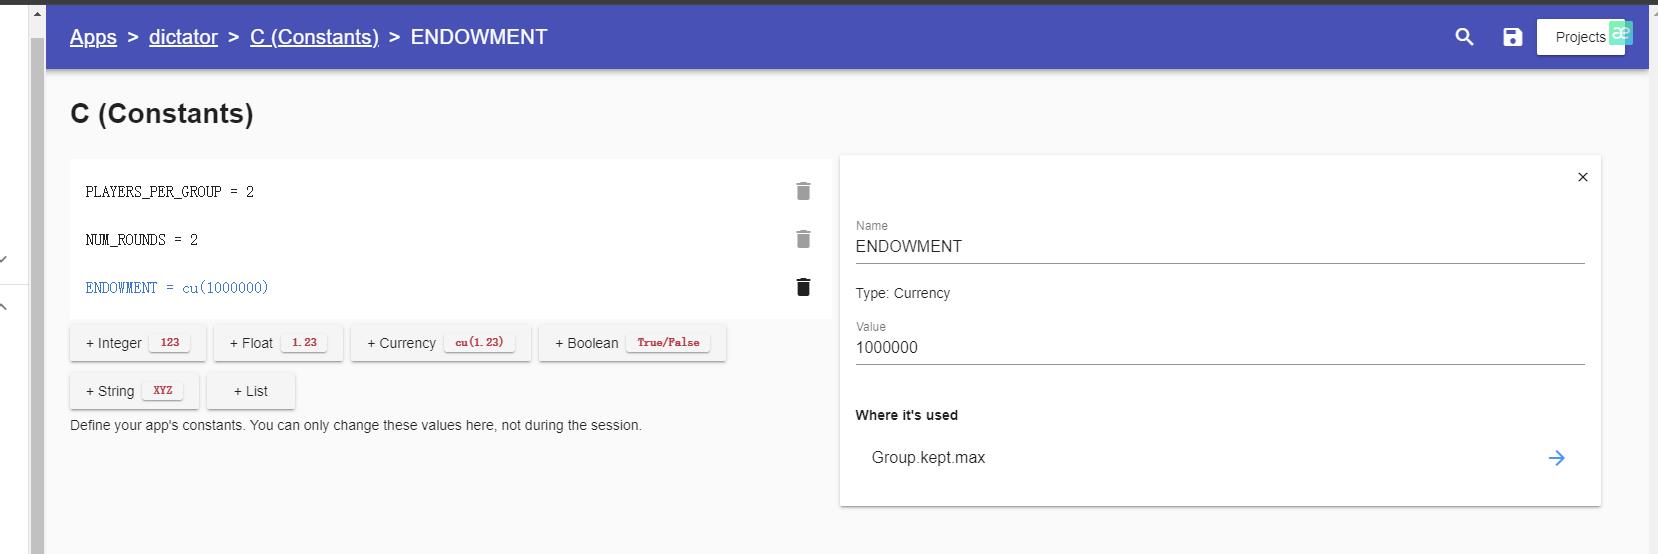 Apps > dictator > C (Constants) > ENDOWMENT
Projects æ
C (Constants)
PLAYERS_PER_GROUP = 2
NUM_ROUNDS = 2
ENDOWMENT = cu(1000000)
+ Integer 123
+ Float 1.23
+ Currency cu(1.23)
+ Boolean True/False
+ String XYZ
+ List
Define your app's constants. You can only change these values here, not during the session.
×
Name
ENDOWMENT
Type: Currency
Value
1000000
Where it's used
Group.kept.max